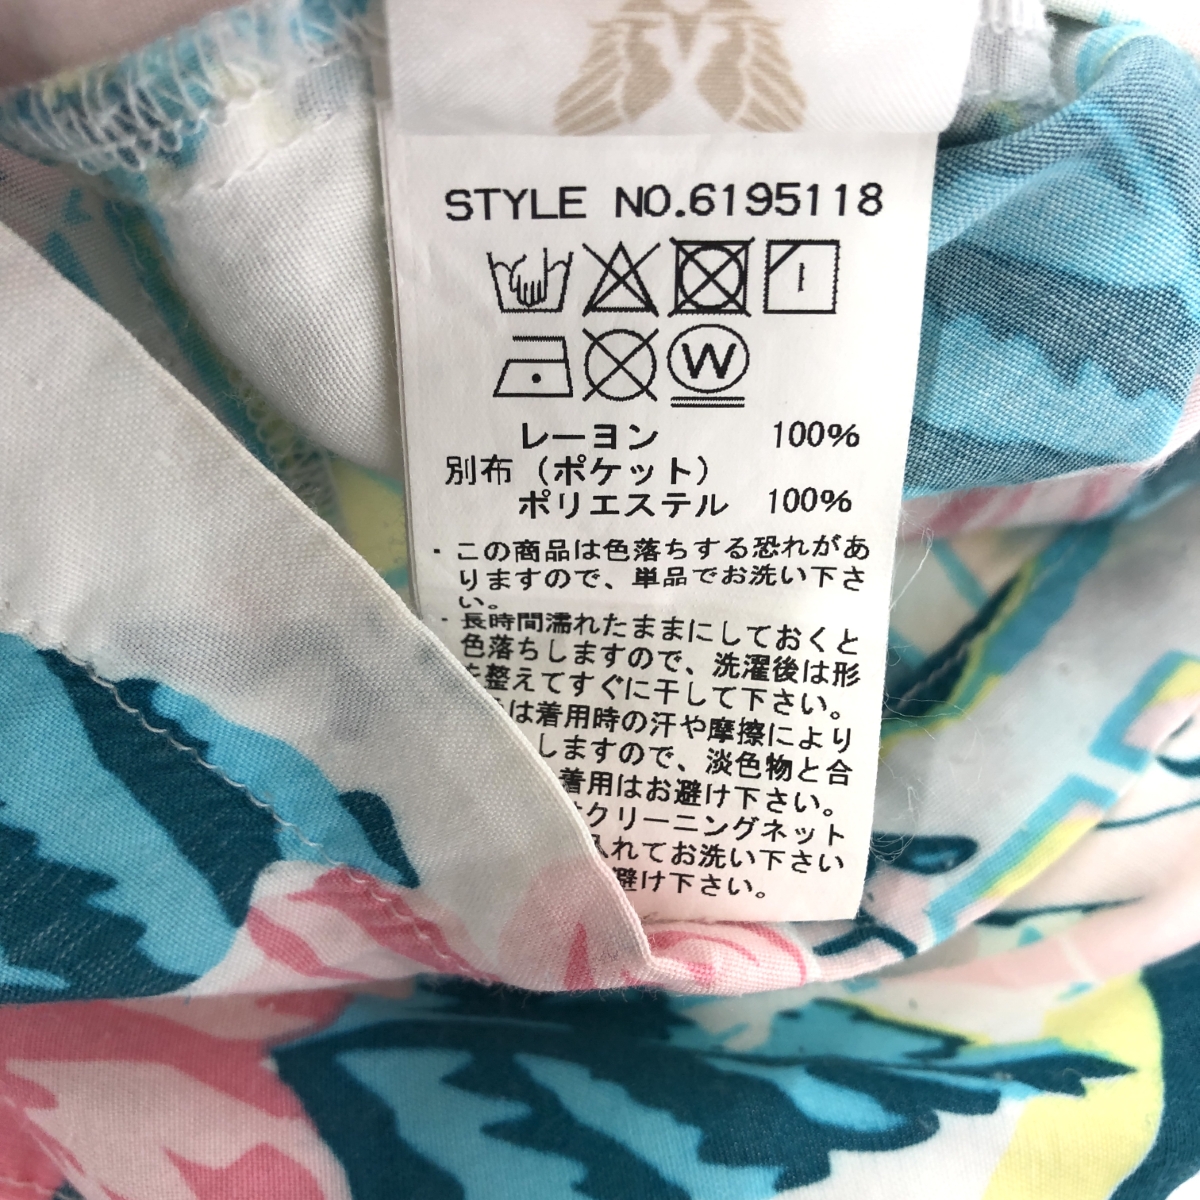 STYLE NO.6195118
W
レーヨン 100%
別布(ポケット)
ポリエステル 100%
・この商品は色落ちする恐れがあ
りますので、単品でお洗い下さ
い。
・長時間濡れたままにしておくと
色落ちしますので、洗濯後は形
を整えてすぐに干して下さい。
は着用時の汗や摩擦により
しますので、淡色物と合
着用はお避け下さい。
クリーニングネット
入れてお洗い下さい
避け下さい。